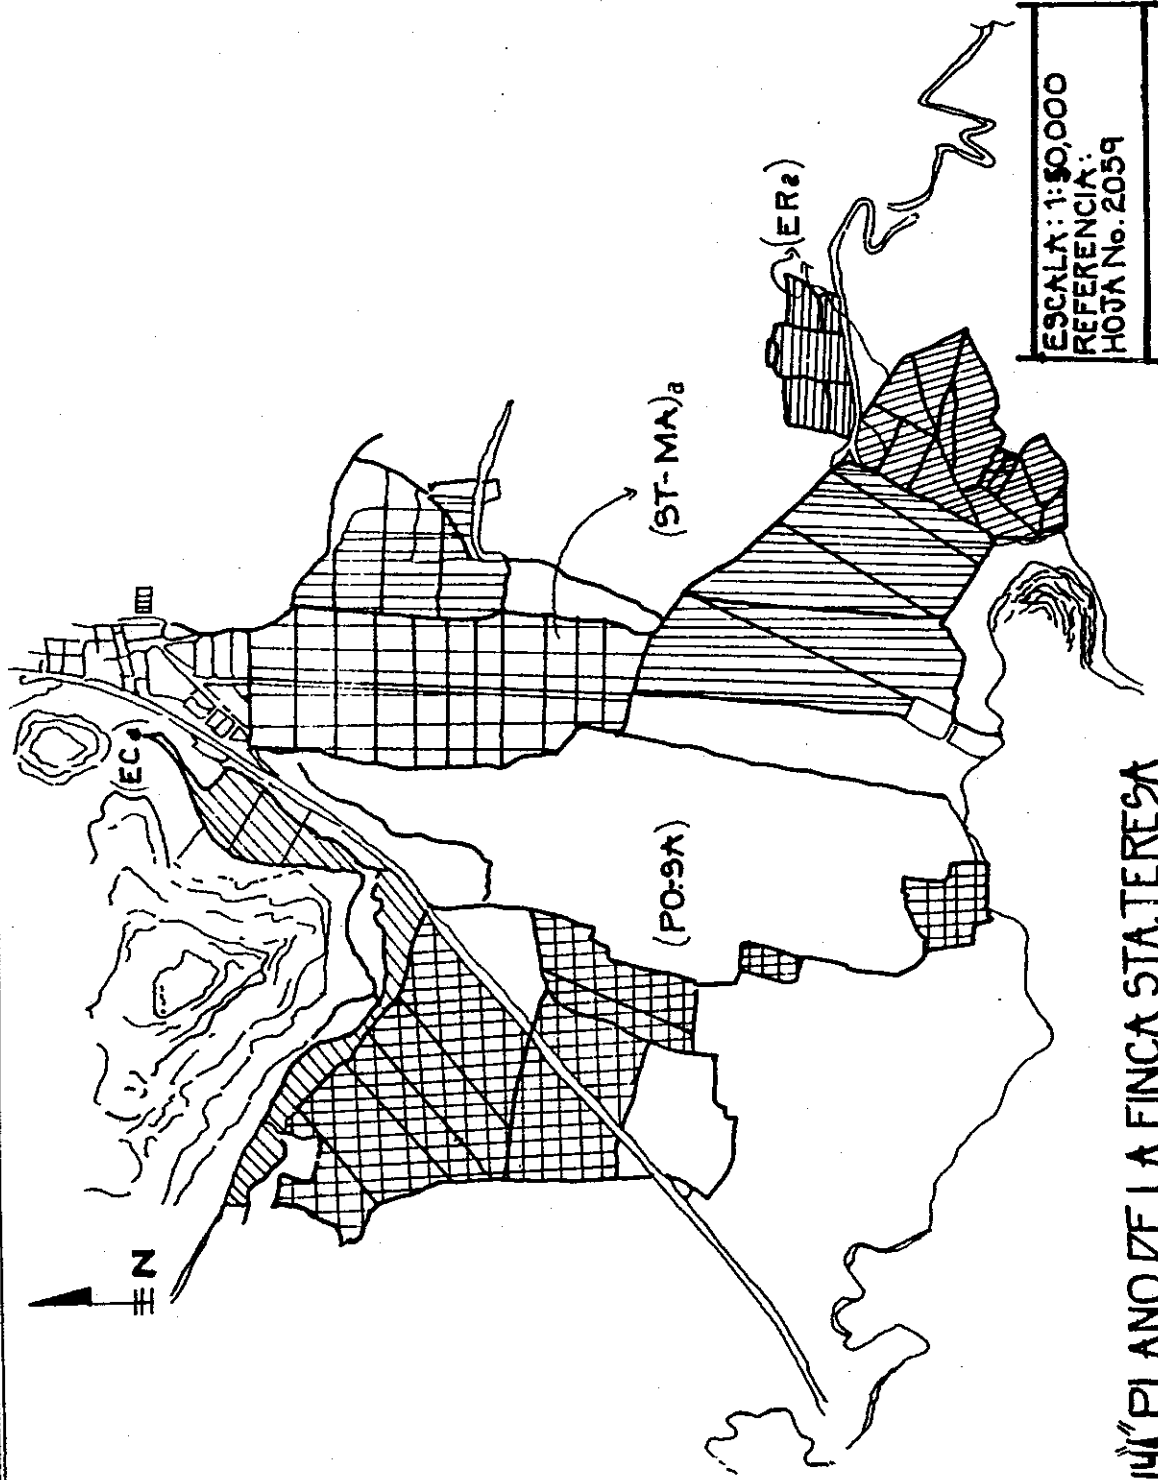 N
(EC
(PO-SA)
(ST-MA)a
(ER2)
ESCALA: 1:50,000
REFERENCIA:
HOJA No. 2059
PLANO DE LA FINCA STA. TERESA